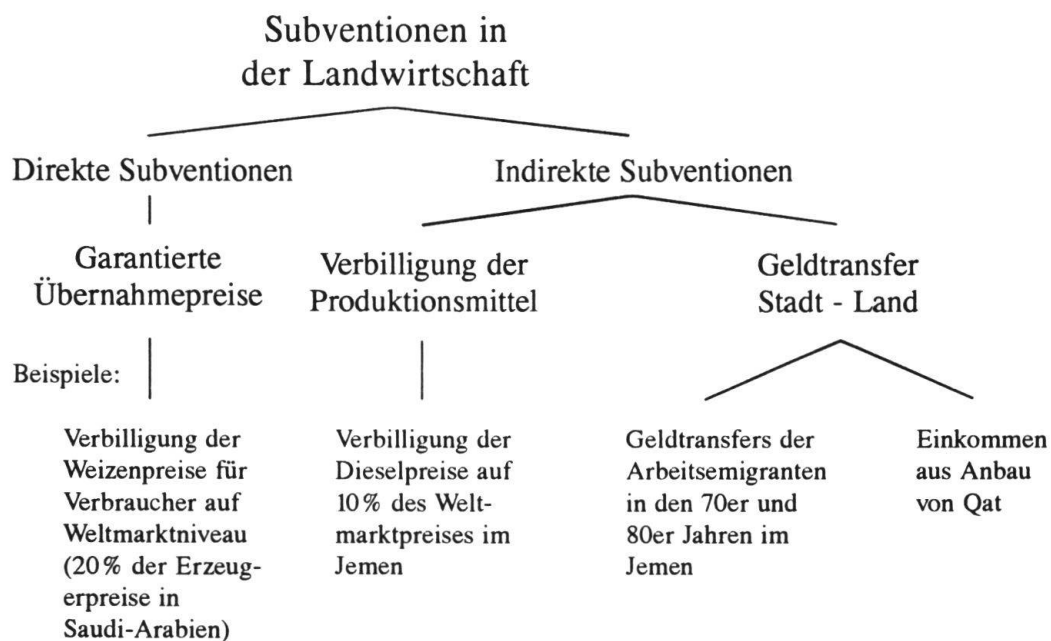 Subventionen in
der Landwirtschaft
Direkte Subventionen
Indirekte Subventionen
Garantierte
Übernahmepreise
Verbilligung der
Produktionsmittel
Geldtransfer
Stadt - Land
Beispiele:
Verbilligung der
Weizenpreise für
Verbraucher auf
Weltmarktniveau
(20% der Erzeug-
erpreise in
Saudi-Arabien)
Verbilligung der
Dieselpreise auf
10% des Welt-
marktpreises im
Jemen
Geldtransfers der
Arbeitsemigranten
in den 70er und
80er Jahren im
Jemen
Einkommen
aus Anbau
von Qat